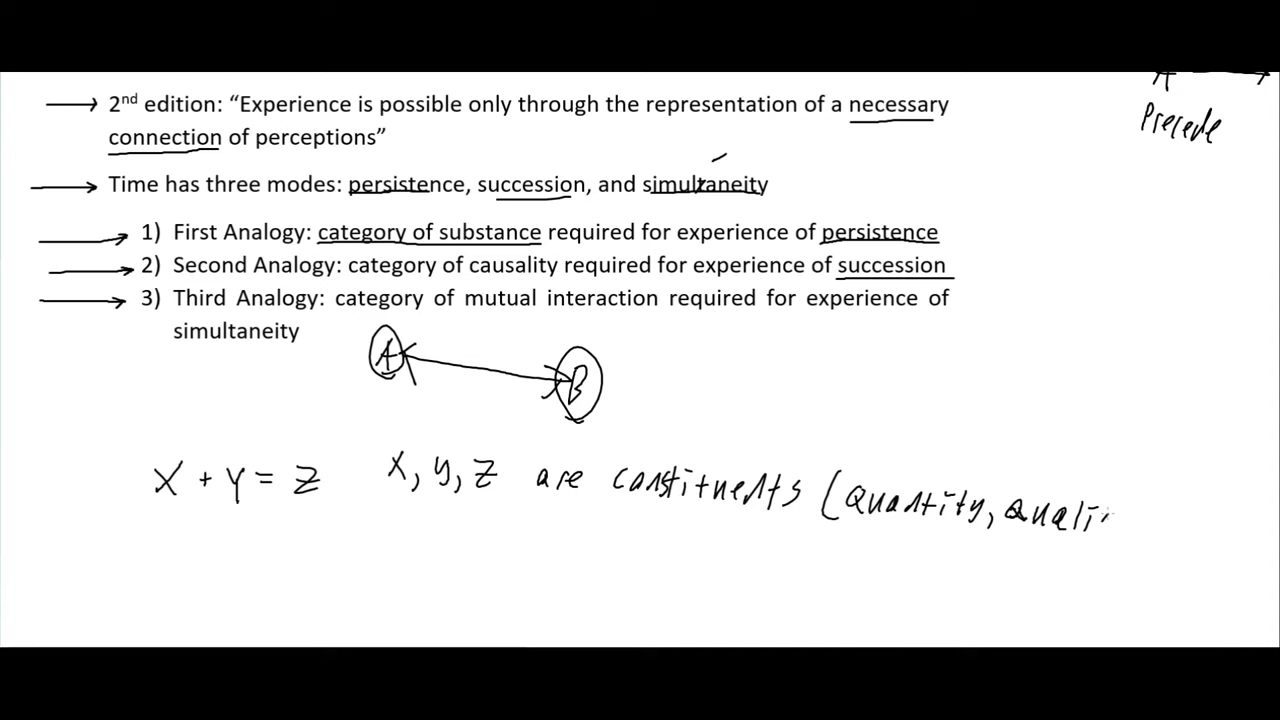 2nd edition: “Experience is possible only through the representation of a necessary
connection of perceptions”
Precede
Time has three modes: persistence, succession, and simultaneity
1) First Analogy: category of substance required for experience of persistence
2) Second Analogy: category of causality required for experience of succession
3) Third Analogy: category of mutual interaction required for experience of
simultaneity
A B
X + Y = Z x, y, z are constituents (Quantity, Quali